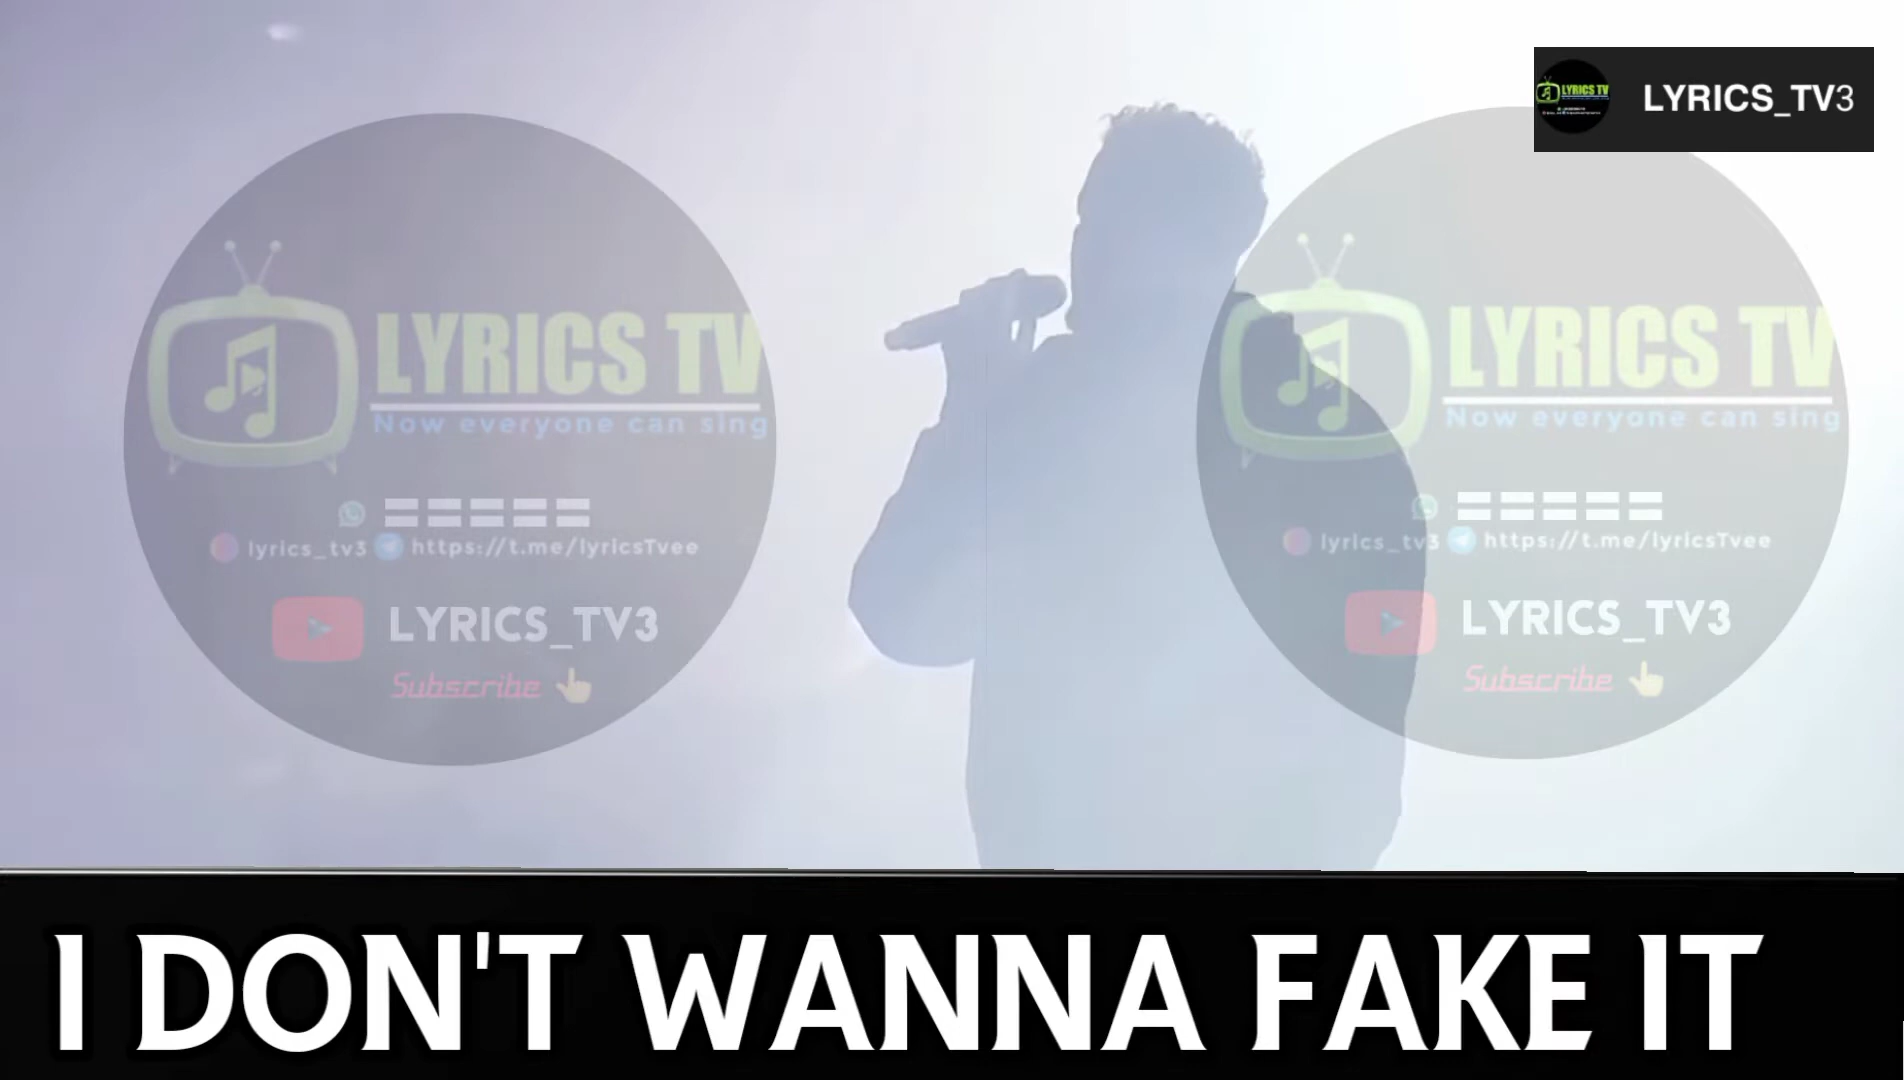 LYRICS TV
LYRICS_TV3
LYRICS TV
Now everyone can sing
lyrics_tv3 https://t.me/lyricsTvee
LYRICS_TV3
Subscribe
LYRICS TV
Now everyone can sing
lyrics_tv3 https://t.me/lyricsTvee
LYRICS_TV3
Subscribe
I DON'T WANNA FAKE IT